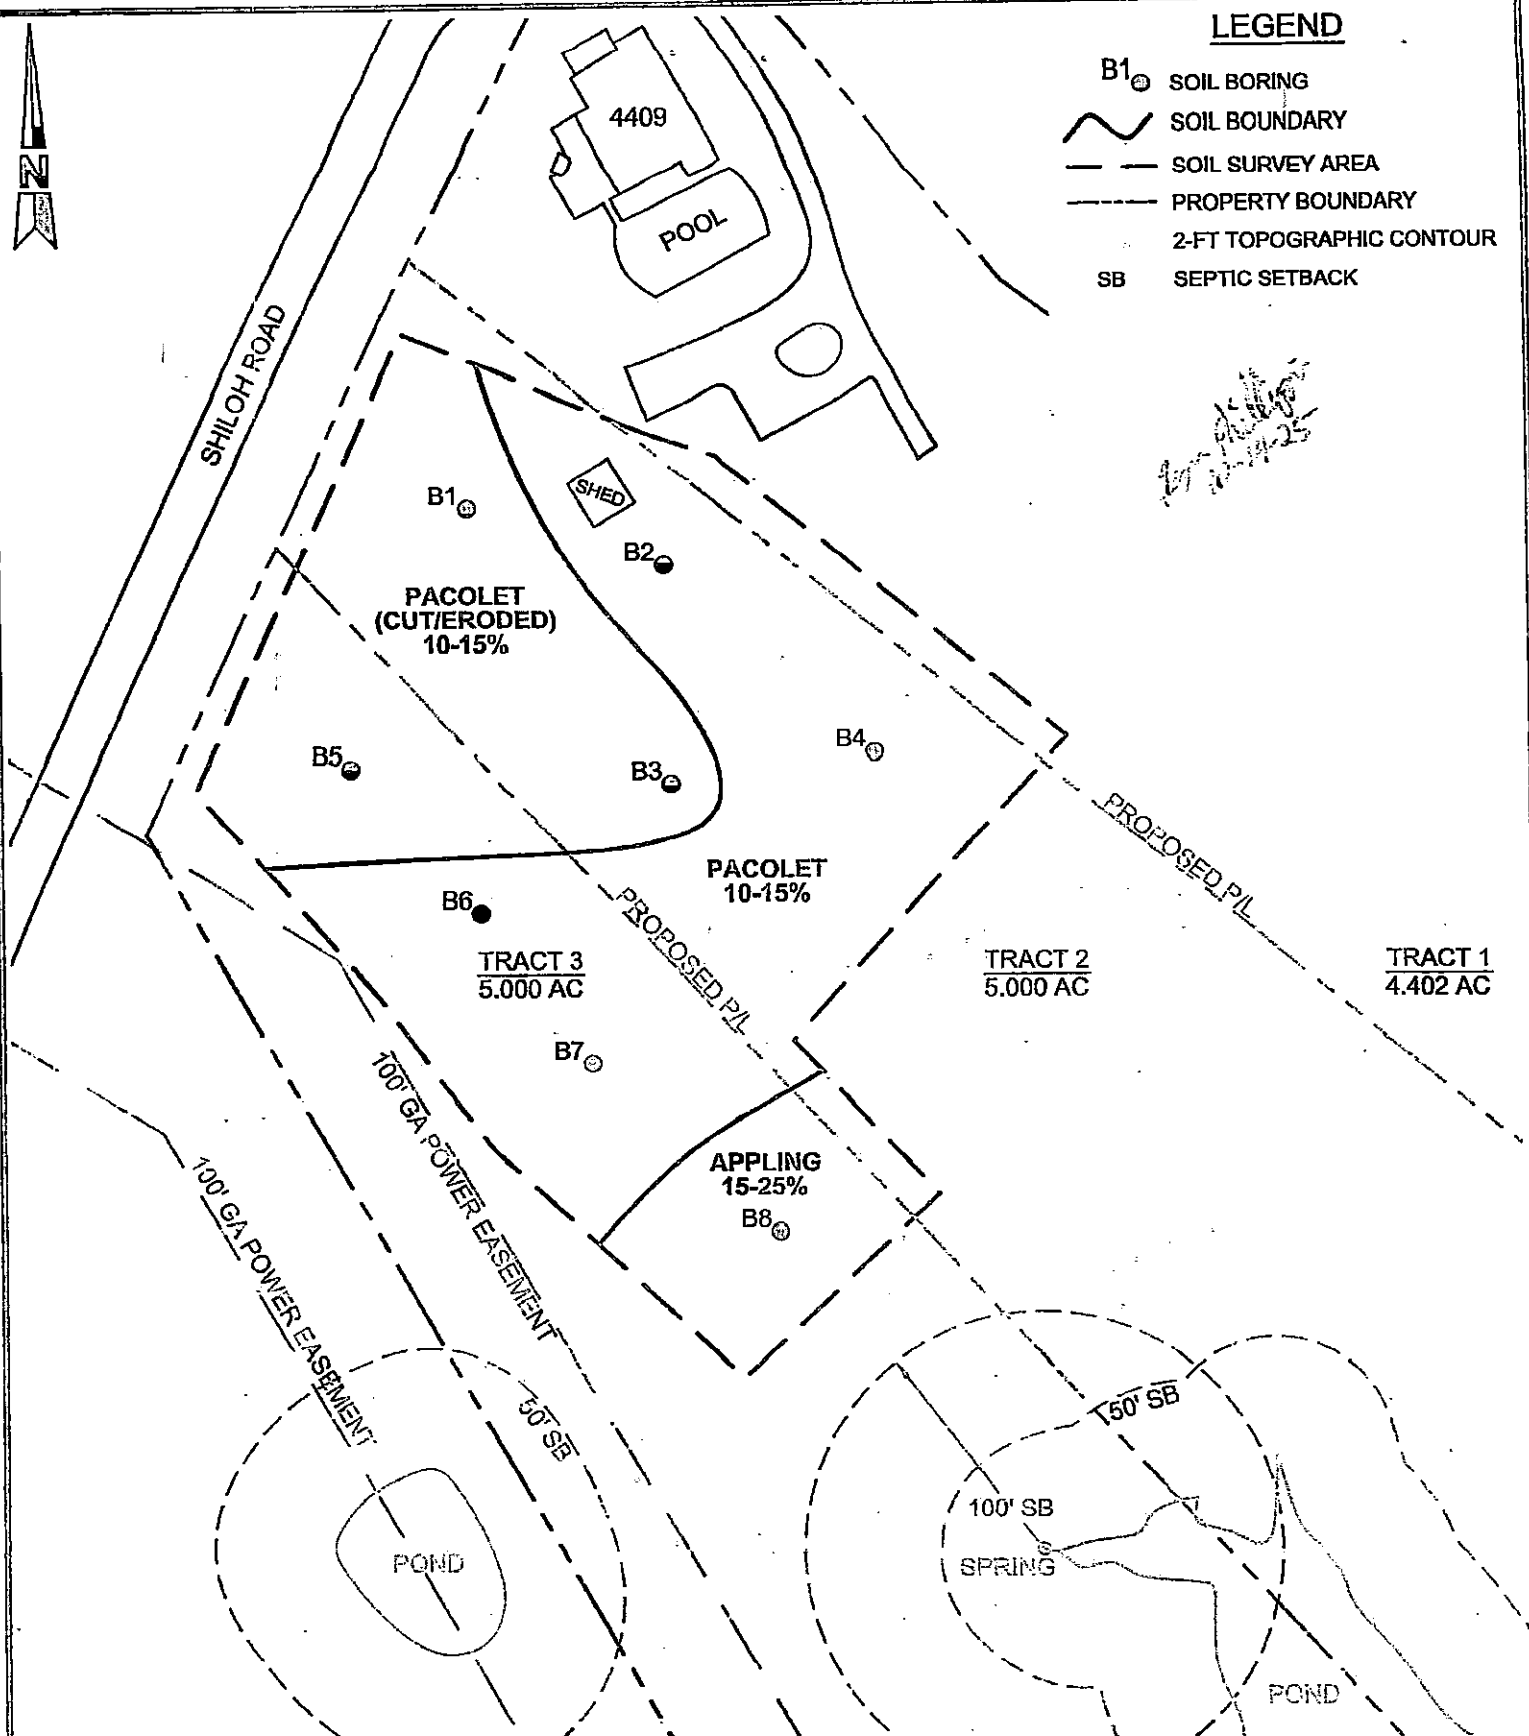 LEGEND
B1 SOIL BORING
SOIL BOUNDARY
SOIL SURVEY AREA
PROPERTY BOUNDARY
2-FT TOPOGRAPHIC CONTOUR
SB SEPTIC SETBACK
N
4409
POOL
SHILOH ROAD
SHED
B1
B2
PACOLET
(CUT/ERODED)
10-15%
B5
B3
B4
PROPOSED P/L
PACOLET
10-15%
B6
PROPOSED P/L
TRACT 3
5.000 AC
TRACT 2
5.000 AC
TRACT 1
4.402 AC
B7
100' GA POWER EASEMENT
100' GA POWER EASEMENT
APPLING
15-25%
B8
50' SB
50' SB
100' SB
SPRING
POND
POND